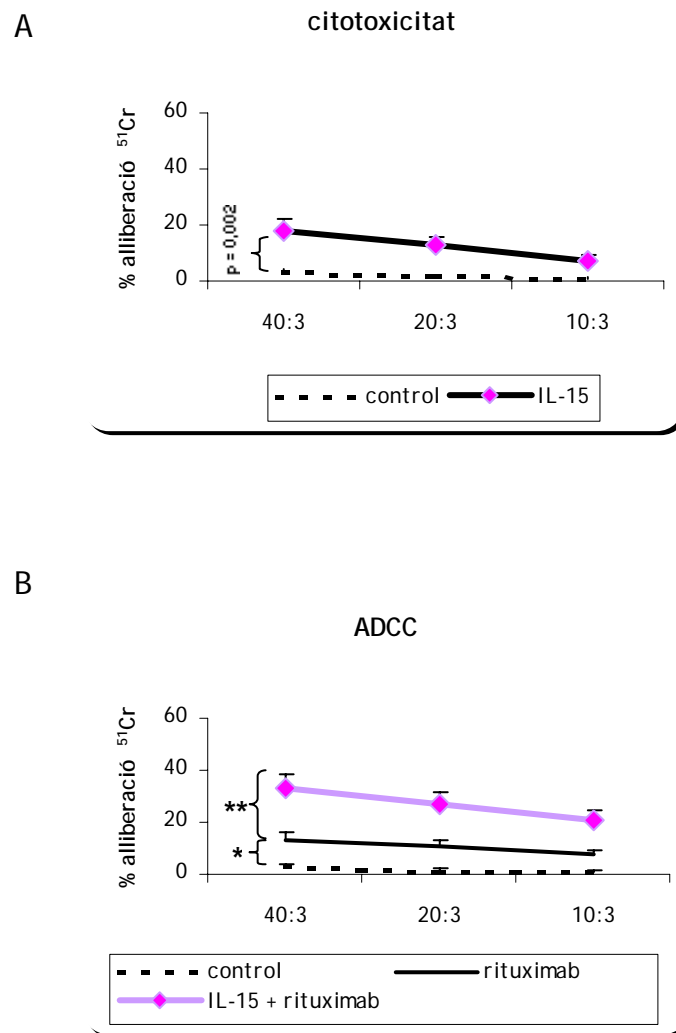 A
citotoxicitat
% alliberació ⁵¹Cr
60
40
20
0
p = 0,002
40:3
20:3
10:3
control
IL-15
B
ADCC
% alliberació ⁵¹Cr
60
40
20
0
**
*
40:3
20:3
10:3
control
rituximab
IL-15 + rituximab